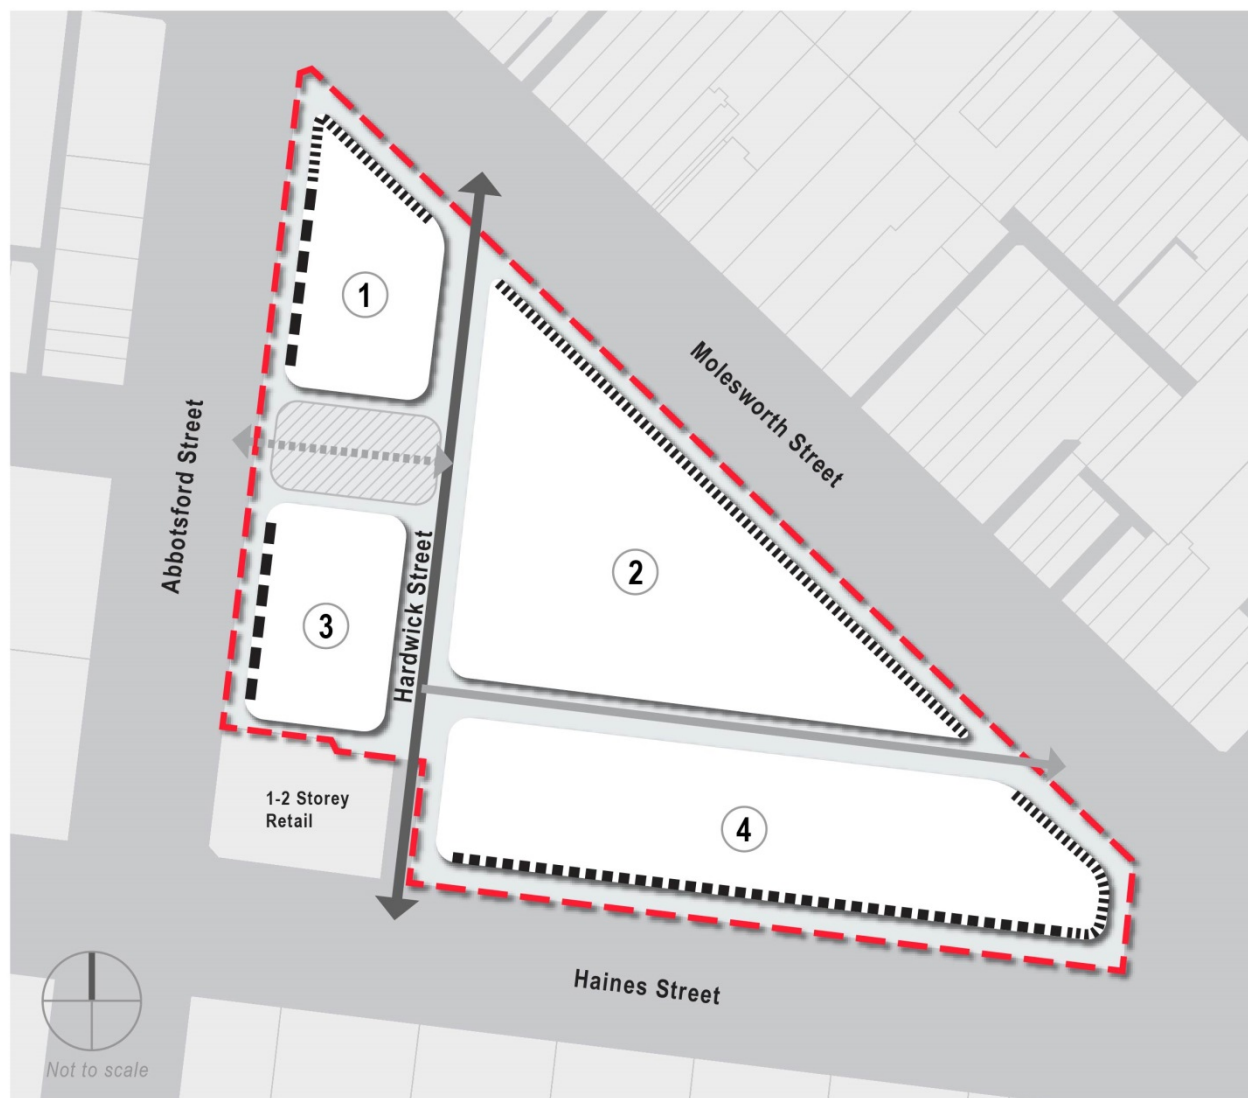 1
Molesworth Street
Abbotsford Street
2
Hardwick Street
3
1-2 Storey
Retail
4
Haines Street
Not to scale